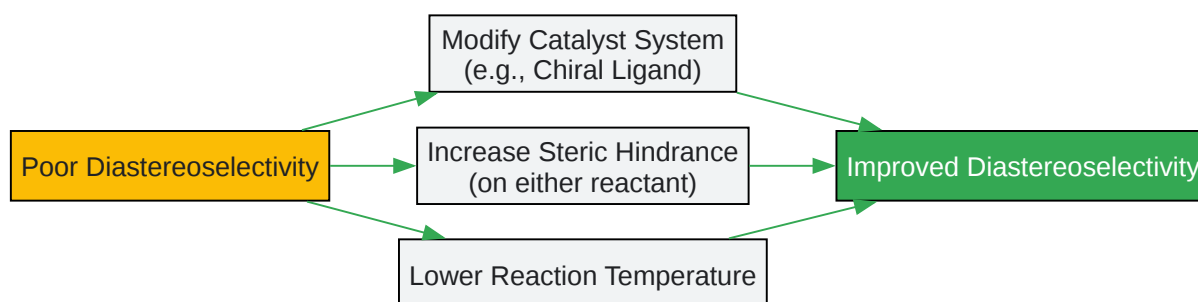 Modify Catalyst System
(e.g., Chiral Ligand)
Poor Diastereoselectivity
Increase Steric Hindrance
(on either reactant)
Improved Diastereoselectivity
Lower Reaction Temperature